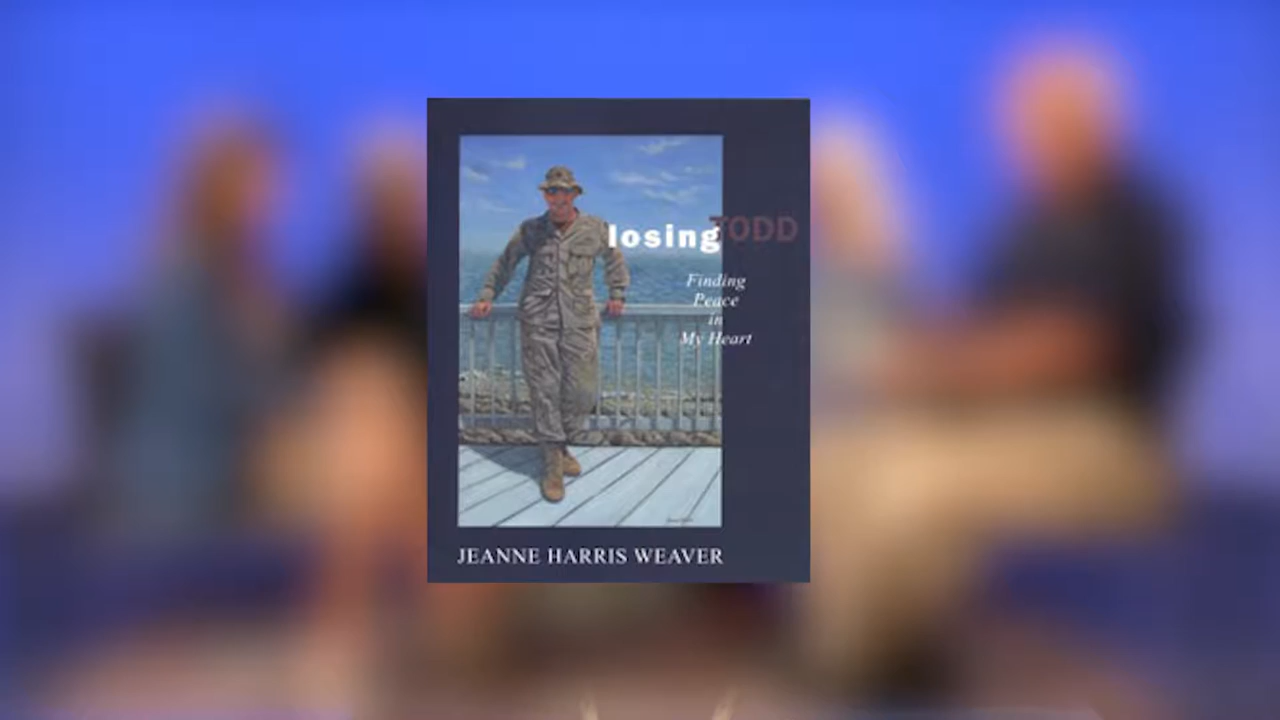 losing TODD
Finding
Peace
in
My Heart
JEANNE HARRIS WEAVER